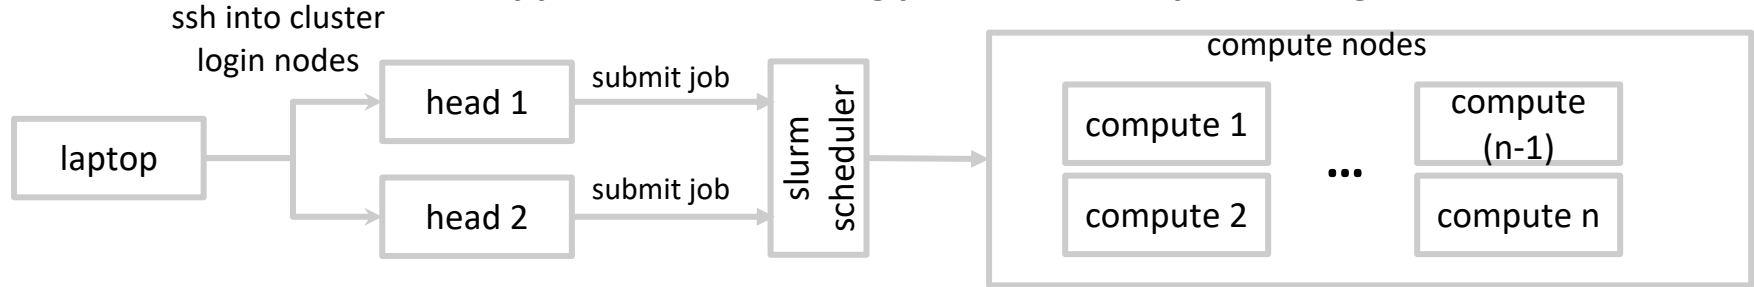 ssh into cluster
login nodes
laptop
head 1
head 2
submit job
submit job
slurm
scheduler
compute nodes
compute 1
compute 2
...
compute
(n-1)
compute n